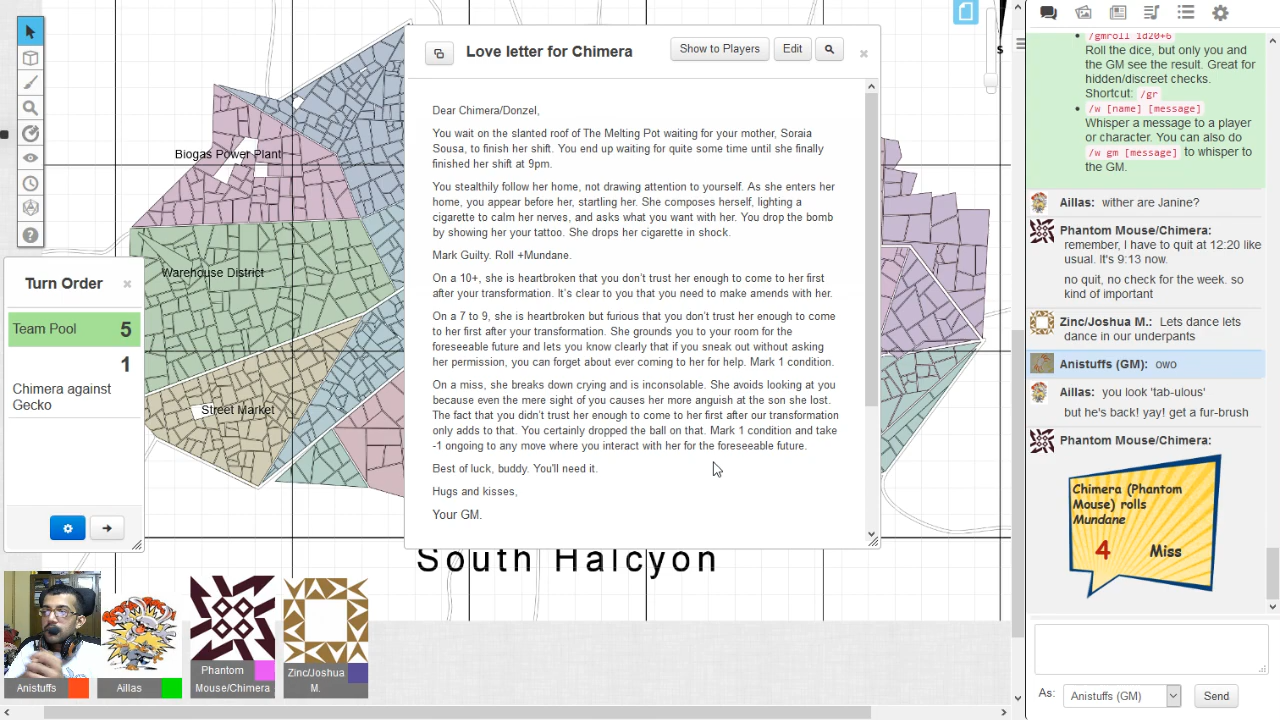 Biogas Power Plant
Warehouse District
Street Market
South Halcyon
Turn Order
×
Team Pool
5
1
Chimera against
Gecko
Love letter for Chimera
Show to Players
Edit
×
Dear Chimera/Donzel,
You wait on the slanted roof of The Melting Pot waiting for your mother, Soraia
Sousa, to finish her shift. You end up waiting for quite some time until she finally
finished her shift at 9pm.
You stealthily follow her home, not drawing attention to yourself. As she enters her
home, you appear before her, startling her. She composes herself, lighting a
cigarette to calm her nerves, and asks what you want with her. You drop the bomb
by showing her your tattoo. She drops her cigarette in shock.
Mark Guilty. Roll +Mundane.
On a 10+, she is heartbroken that you don't trust her enough to come to her first
after your transformation. It's clear to you that you need to make amends with her.
On a 7 to 9, she is heartbroken but furious that you don't trust her enough to come
to her first after your transformation. She grounds you to your room for the
foreseeable future and lets you know clearly that if you sneak out without asking
her permission, you can forget about ever coming to her for help. Mark 1 condition.
On a miss, she breaks down crying and is inconsolable. She avoids looking at you
because even the mere sight of you causes her more anguish at the son she lost.
The fact that you didn't trust her enough to come to her first after our transformation
only adds to that. You certainly dropped the ball on that. Mark 1 condition and take
-1 ongoing to any move where you interact with her for the foreseeable future.
Best of luck, buddy. You'll need it.
Hugs and kisses,
Your GM.
Anistuffs
Aillas
Phantom
Mouse/Chimera
Zinc/Joshua
M.
s
/gmroll 1d20+6
Roll the dice, but only you and
the GM see the result. Great for
hidden/discreet checks.
Shortcut: /gr
/w [name] [message]
Whisper a message to a player
or character. You can also do
/w gm [message] to whisper to
the GM.
Aillas: wither are Janine?
Phantom Mouse/Chimera:
remember, I have to quit at 12:20 like
usual. It's 9:13 now.
no quit, no check for the week. so
kind of important
Zinc/Joshua M.: Lets dance lets
dance in our underpants
Anistuffs (GM): owo
Aillas: you look 'tab-ulous'
but he's back! yay! get a fur-brush
Phantom Mouse/Chimera:
Chimera (Phantom
Mouse) rolls
Mundane
4 Miss
As:
Anistuffs (GM)
Send